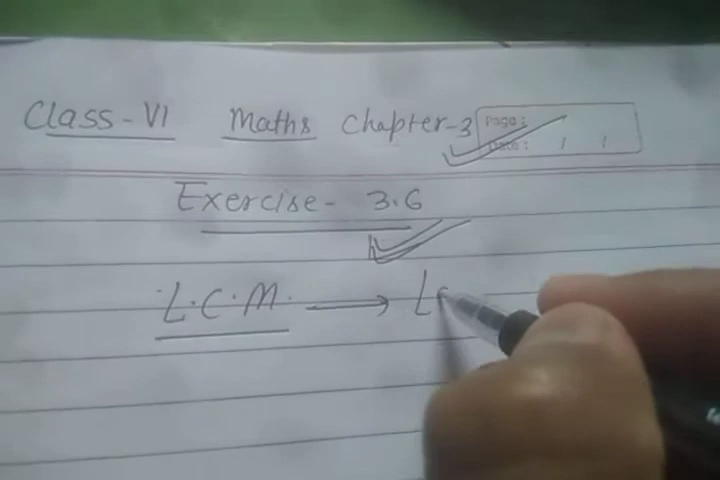 Class-VI Maths Chapter-3
Page:
Date: / /
Exercise- 3.6
L.C.M. → L